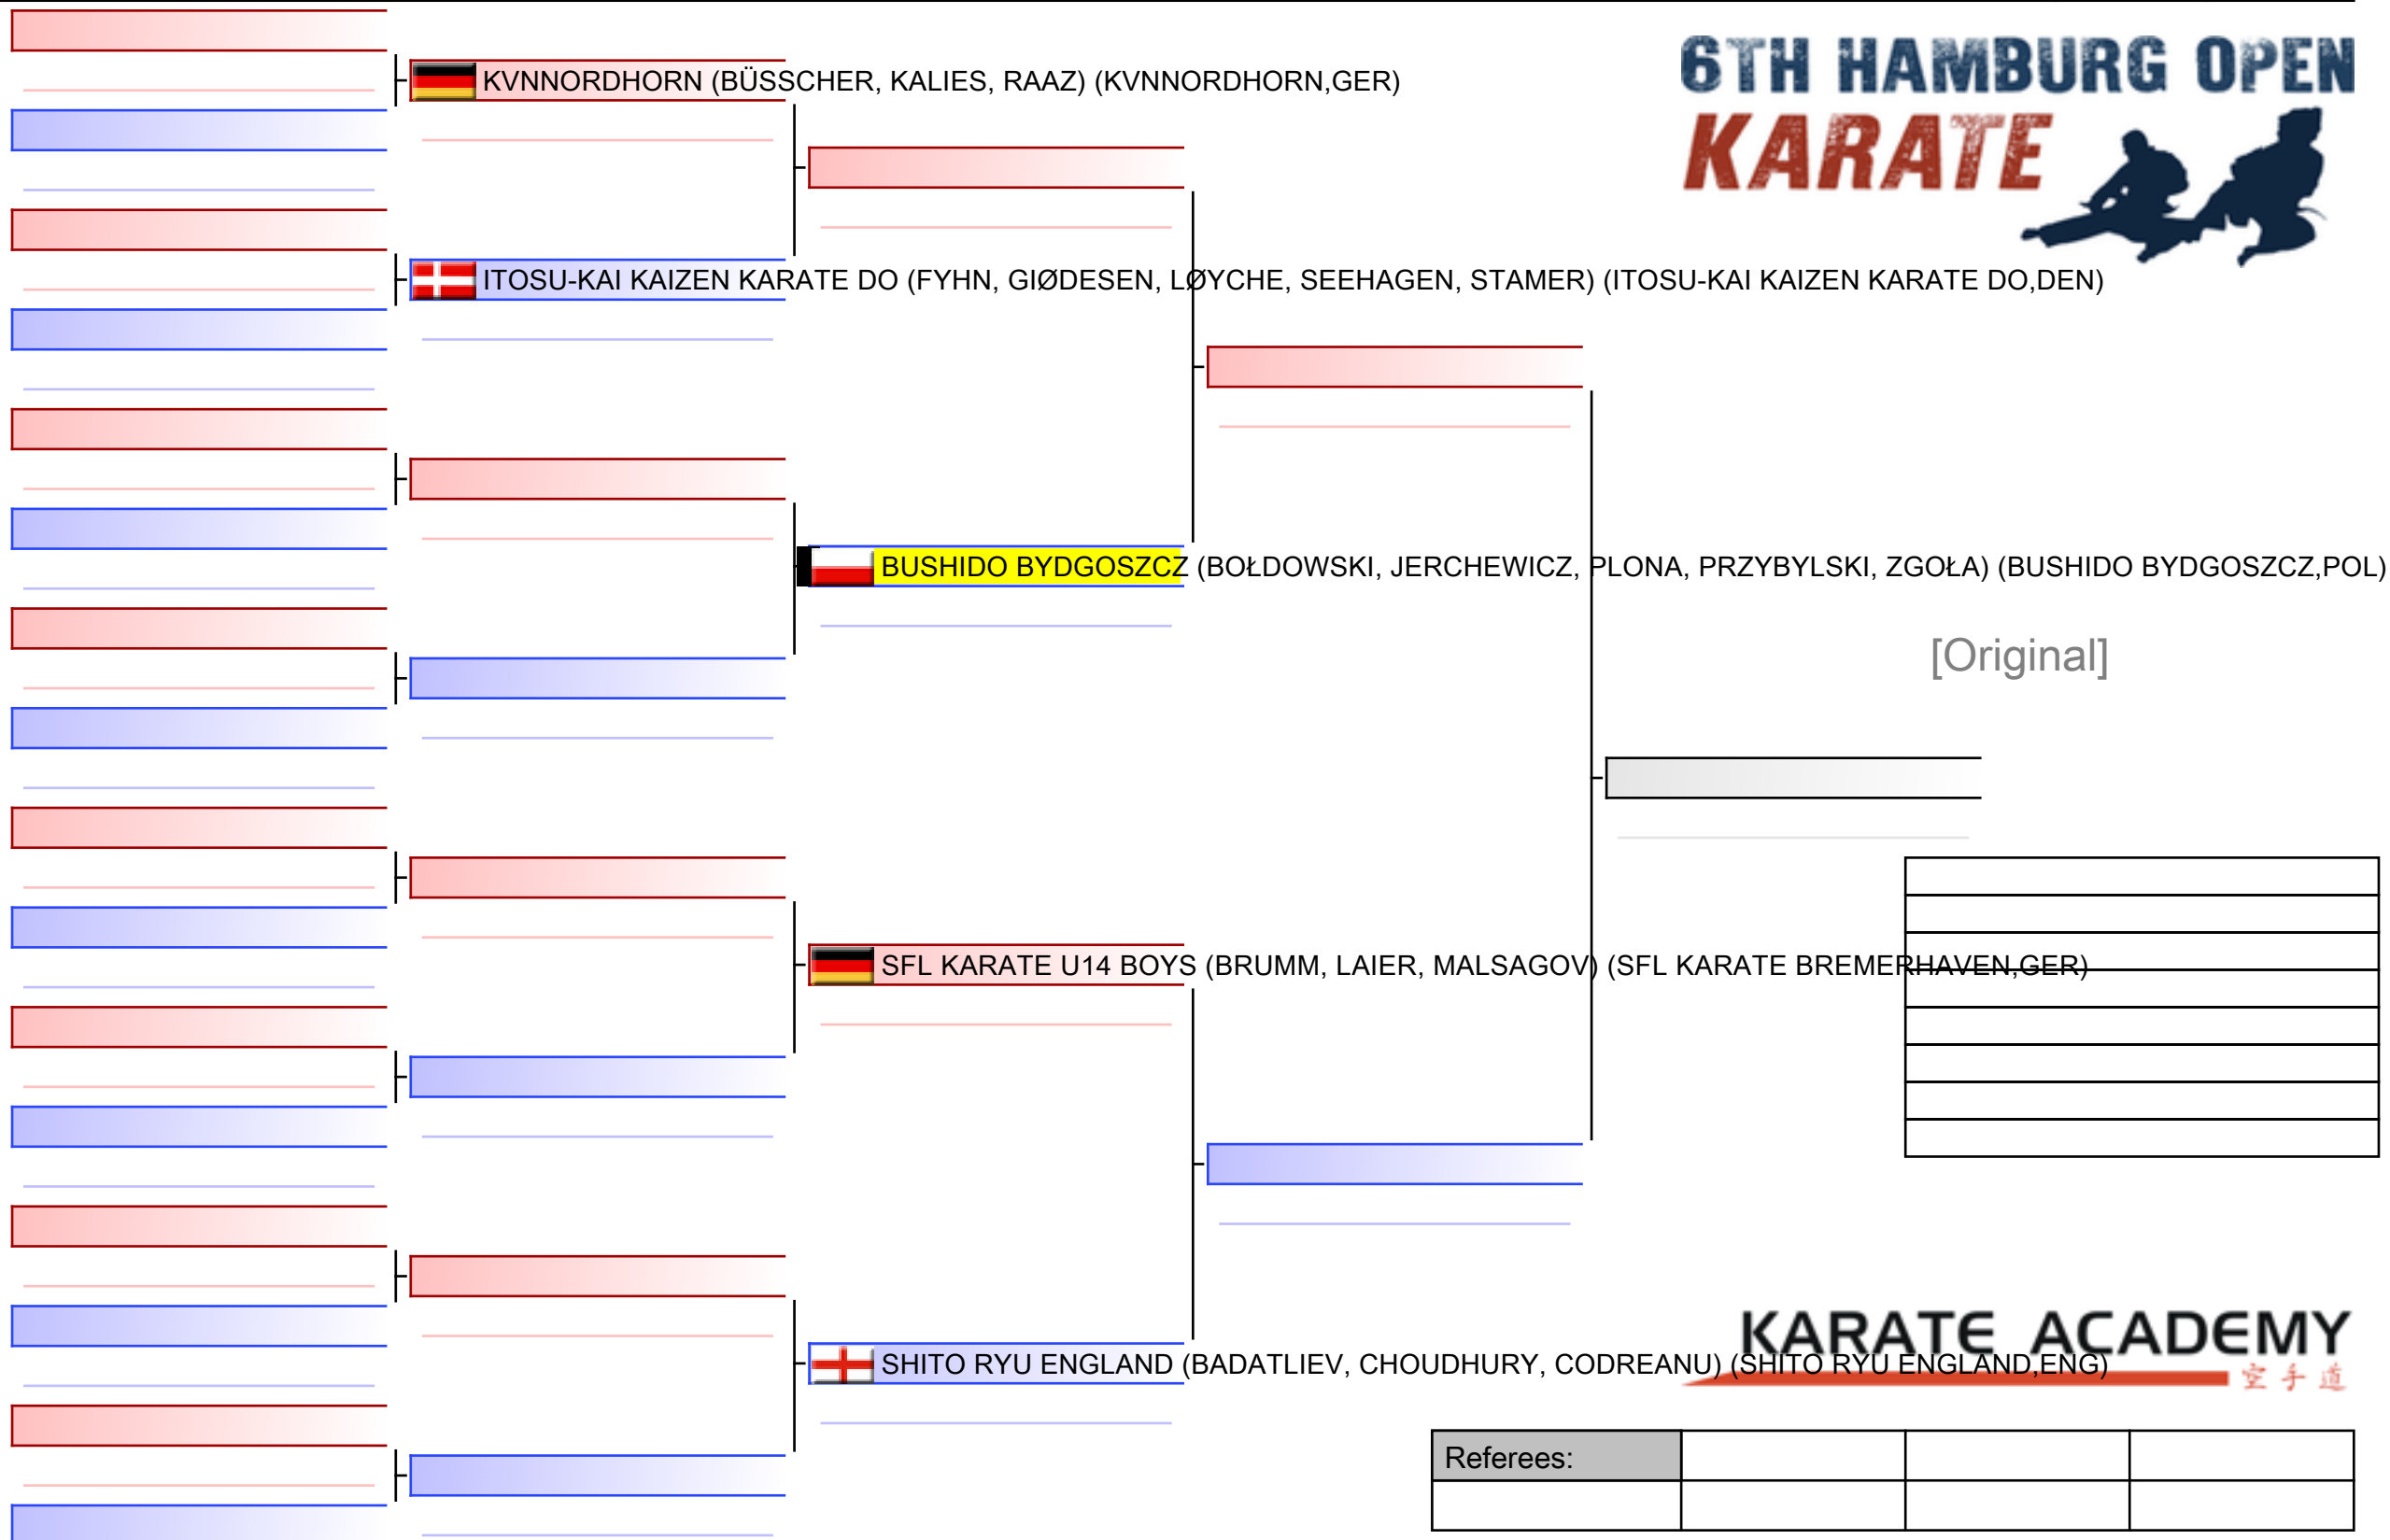 6TH HAMBURG OPEN
KARATE
KVNNORDHORN (BÜSSCHER, KALIES, RAAZ) (KVNNORDHORN,GER)
ITOSU-KAI KAIZEN KARATE DO (FYHN, GIØDESEN, LØYCHE, SEEHAGEN, STAMER) (ITOSU-KAI KAIZEN KARATE DO,DEN)
BUSHIDO BYDGOSZCZ (BOŁDOWSKI, JERCHEWICZ, PLONA, PRZYBYLSKI, ZGOŁA) (BUSHIDO BYDGOSZCZ,POL)
[Original]
SFL KARATE U14 BOYS (BRUMM, LAIER, MALSAGOV) (SFL KARATE BREMERHAVEN,GER)
KARATE ACADEMY
SHITO RYU ENGLAND (BADATLIEV, CHOUDHURY, CODREANU) (SHITO RYU ENGLAND,ENG)
空手道
Referees: